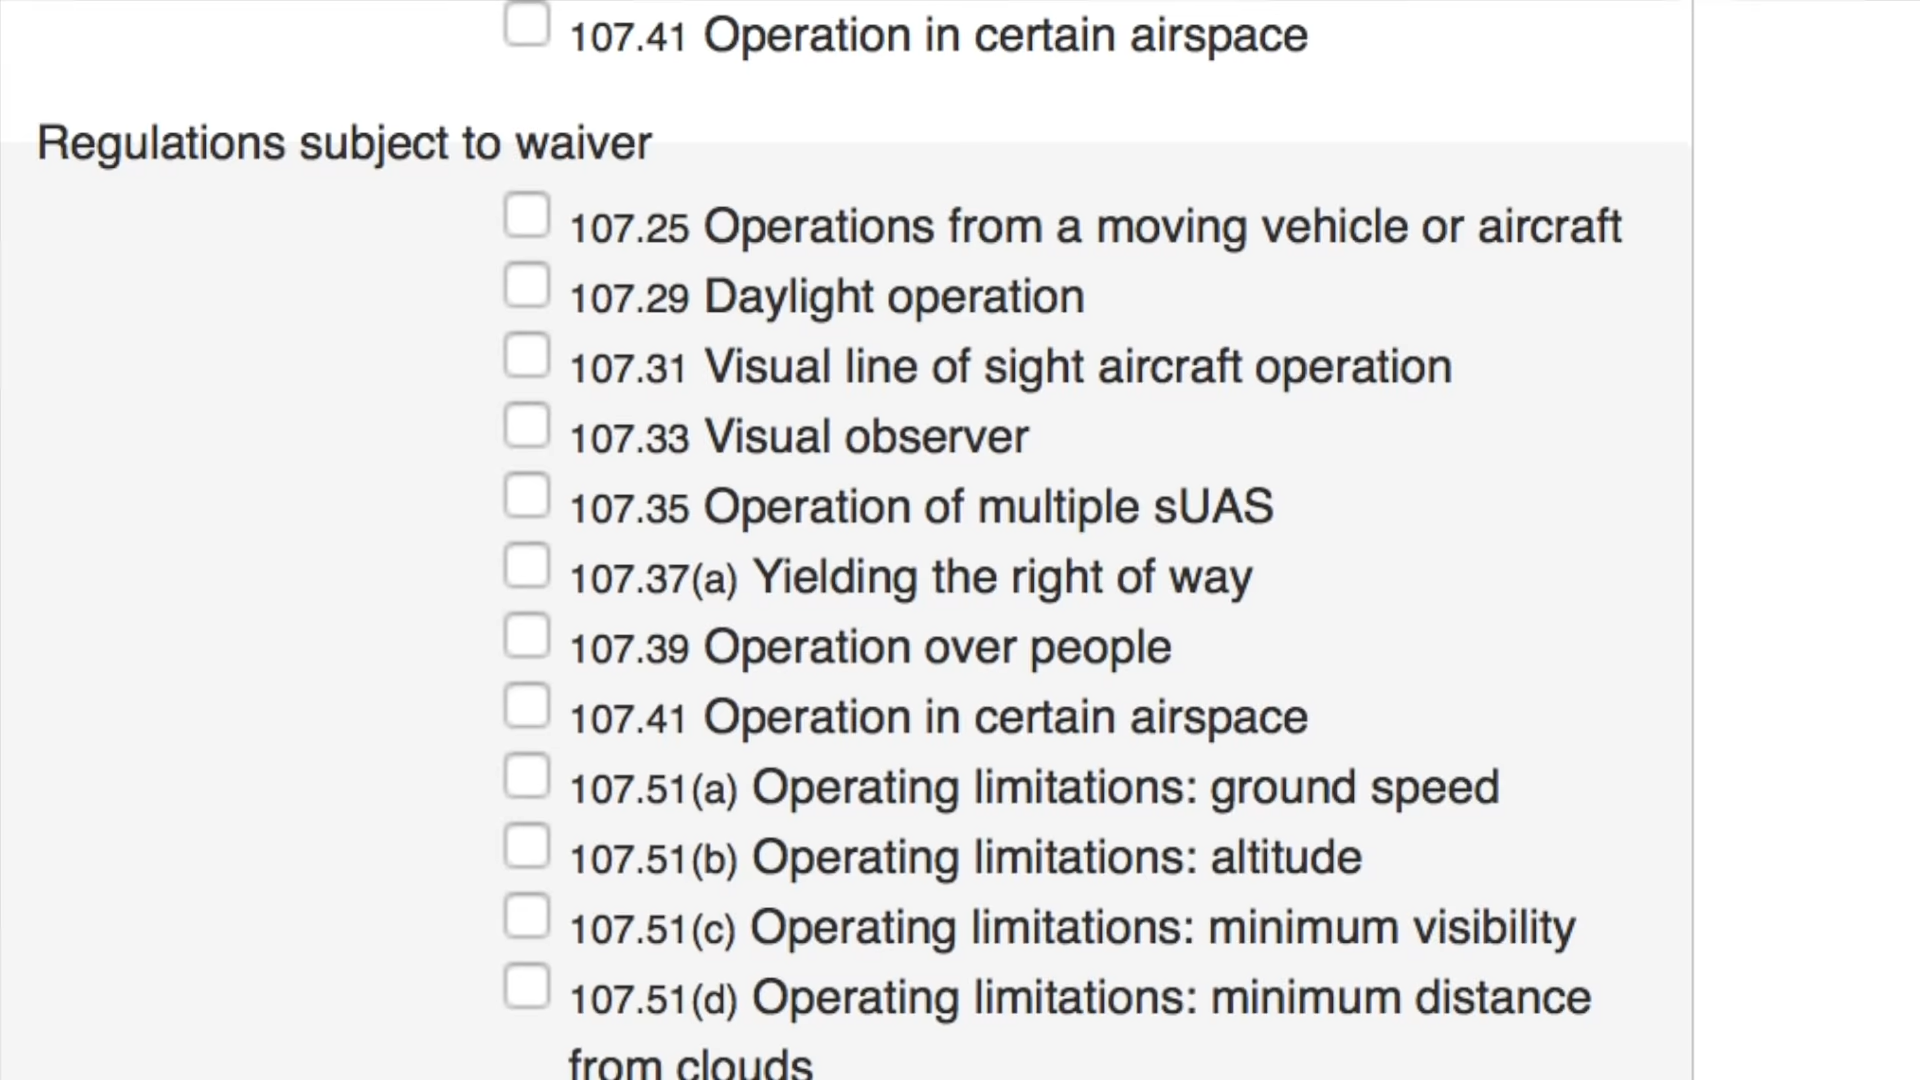 107.41 Operation in certain airspace
Regulations subject to waiver
107.25 Operations from a moving vehicle or aircraft
107.29 Daylight operation
107.31 Visual line of sight aircraft operation
107.33 Visual observer
107.35 Operation of multiple sUAS
107.37(a) Yielding the right of way
107.39 Operation over people
107.41 Operation in certain airspace
107.51(a) Operating limitations: ground speed
107.51(b) Operating limitations: altitude
107.51(c) Operating limitations: minimum visibility
107.51(d) Operating limitations: minimum distance
from clouds